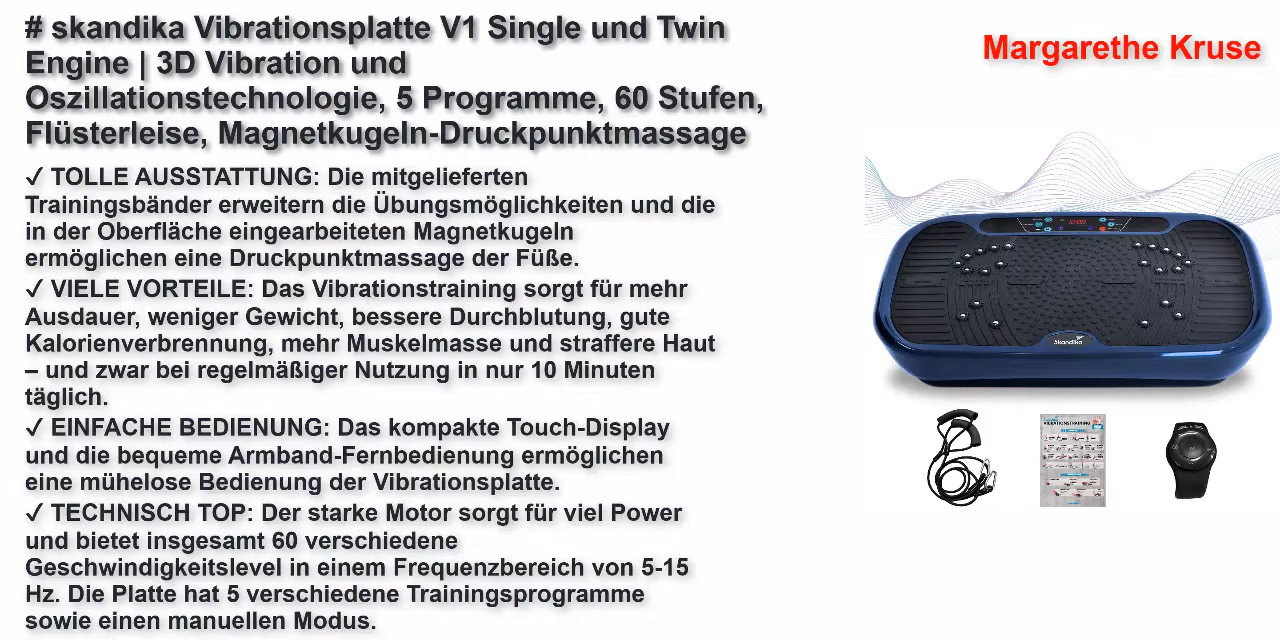 # skandika Vibrationsplatte V1 Single und Twin
Engine | 3D Vibration und
Oszillationstechnologie, 5 Programme, 60 Stufen,
Flüsterleise, Magnetkugeln-Druckpunktmassage
Margarethe Kruse
✓ TOLLE AUSSTATTUNG: Die mitgelieferten
Trainingsbänder erweitern die Übungsmöglichkeiten und die
in der Oberfläche eingearbeiteten Magnetkugeln
ermöglichen eine Druckpunktmassage der Füße.
✓ VIELE VORTEILE: Das Vibrationstraining sorgt für mehr
Ausdauer, weniger Gewicht, bessere Durchblutung, gute
Kalorienverbrennung, mehr Muskelmasse und straffere Haut
– und zwar bei regelmäßiger Nutzung in nur 10 Minuten
täglich.
✓ EINFACHE BEDIENUNG: Das kompakte Touch-Display
und die bequeme Armband-Fernbedienung ermöglichen
eine mühelose Bedienung der Vibrationsplatte.
✓ TECHNISCH TOP: Der starke Motor sorgt für viel Power
und bietet insgesamt 60 verschiedene
Geschwindigkeitslevel in einem Frequenzbereich von 5-15
Hz. Die Platte hat 5 verschiedene Trainingsprogramme
sowie einen manuellen Modus.
Skandika
VIBRATIONSTRAINING